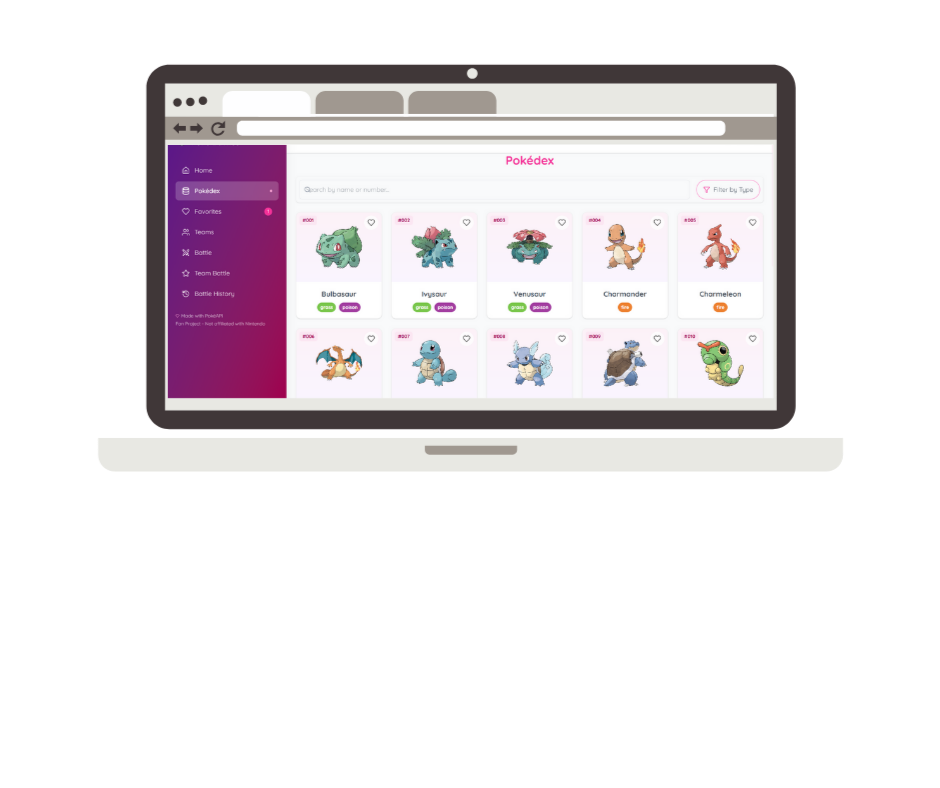 Pokédex
Home
Pokédex
Favorites 1
Teams
Battle
Team Battle
Battle History
© Made with PokéAPI
Fan Project - Not affiliated with Nintendo
Search by name or number...
Filter by Type
#001
#002
#003
#004
#005
Bulbasaur
Ivysaur
Venusaur
Charmander
Charmeleon
grass poison
grass poison
grass poison
fire
fire
#006
#007
#008
#009
#010